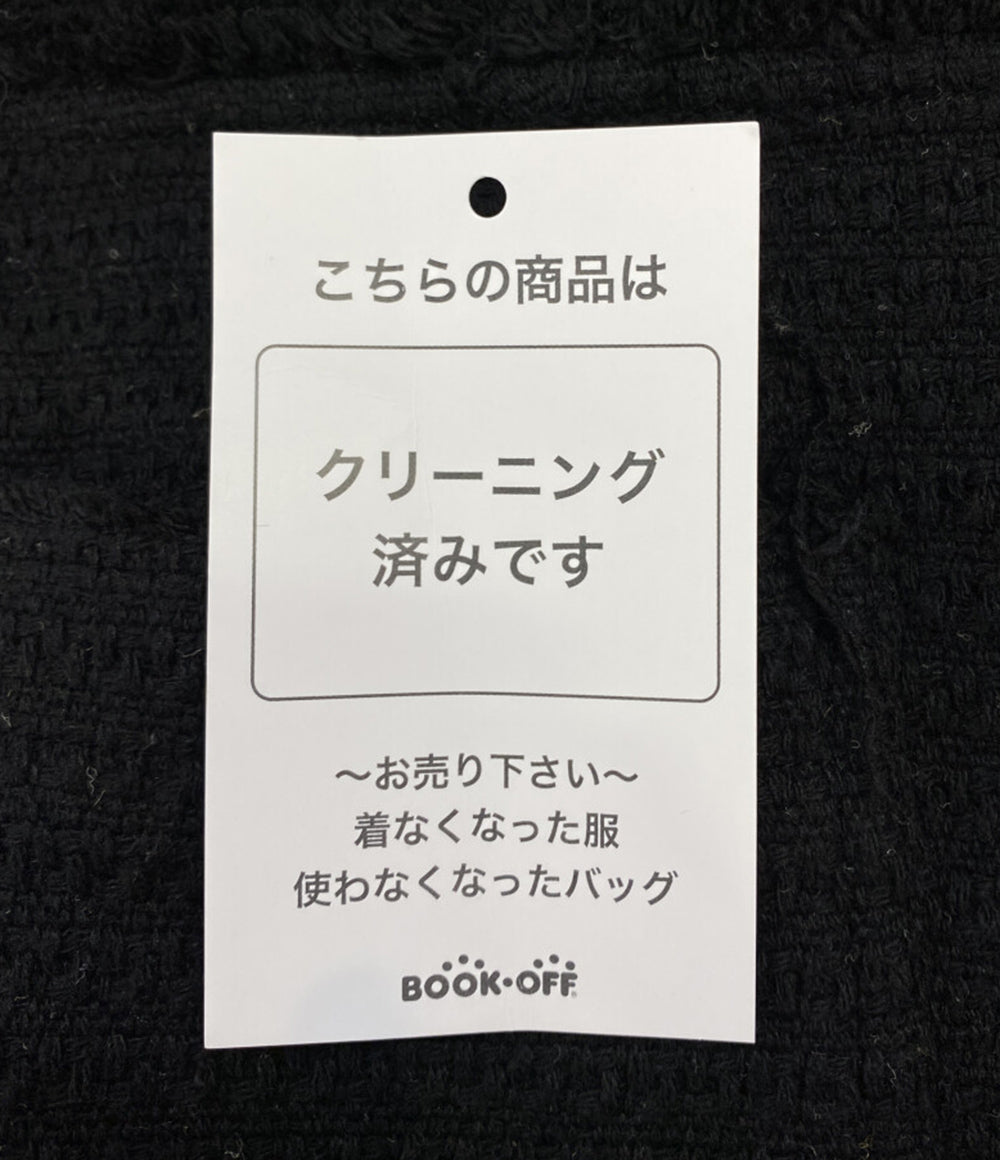 こちらの商品は
クリーニング
済みです
〜お売り下さい〜
着なくなった服
使わなくなったバッグ
BOOK・OFF